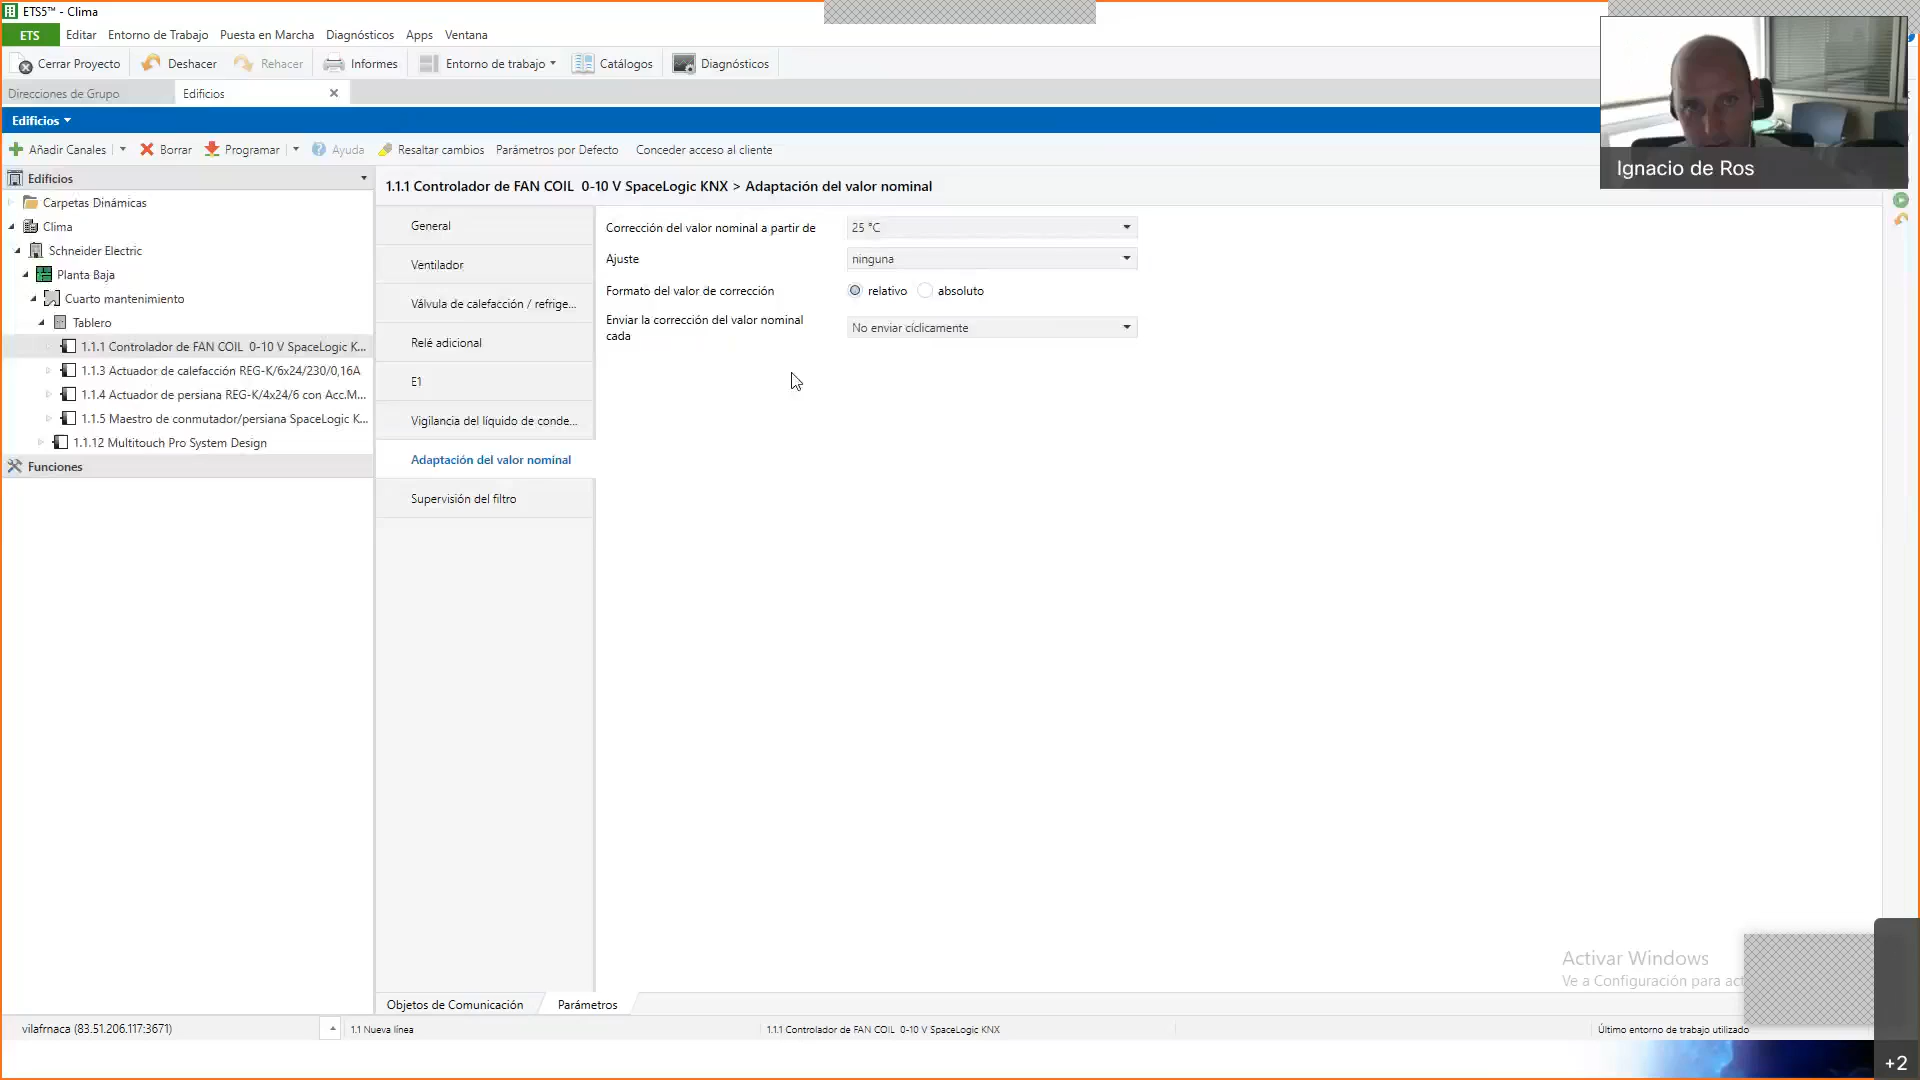 ETS5™ - Clima
ETS Editar Entorno de Trabajo Puesta en Marcha Diagnósticos Apps Ventana
Cerrar Proyecto Deshacer Rehacer Informes Entorno de trabajo Catálogos Diagnósticos
Direcciones de Grupo Edificios
Edificios
Añadir Canales Borrar Programar Ayuda Resaltar cambios Parámetros por Defecto Conceder acceso al cliente
Ignacio de Ros
Edificios
Carpetas Dinámicas
Clima
Schneider Electric
Planta Baja
Cuarto mantenimiento
Tablero
1.1.1 Controlador de FAN COIL 0-10 V SpaceLogic K...
1.1.3 Actuador de calefacción REG-K/6x24/230/0,16A
1.1.4 Actuador de persiana REG-K/4x24/6 con Acc.M...
1.1.5 Maestro de conmutador/persiana SpaceLogic K...
1.1.12 Multitouch Pro System Design
Funciones
1.1.1 Controlador de FAN COIL 0-10 V SpaceLogic KNX > Adaptación del valor nominal
General
Ventilador
Válvula de calefacción / refrige...
Relé adicional
E1
Vigilancia del líquido de conde...
Adaptación del valor nominal
Supervisión del filtro
Corrección del valor nominal a partir de 25 °C
Ajuste ninguna
Formato del valor de corrección relativo absoluto
Enviar la corrección del valor nominal
cada No enviar cíclicamente
Activar Windows
Ve a Configuración para act
Objetos de Comunicación Parámetros
vilafrnaca (83.51.206.117:3671) 1.1 Nueva línea 1.1.1 Controlador de FAN COIL 0-10 V SpaceLogic KNX Último entorno de trabajo utilizado
+2